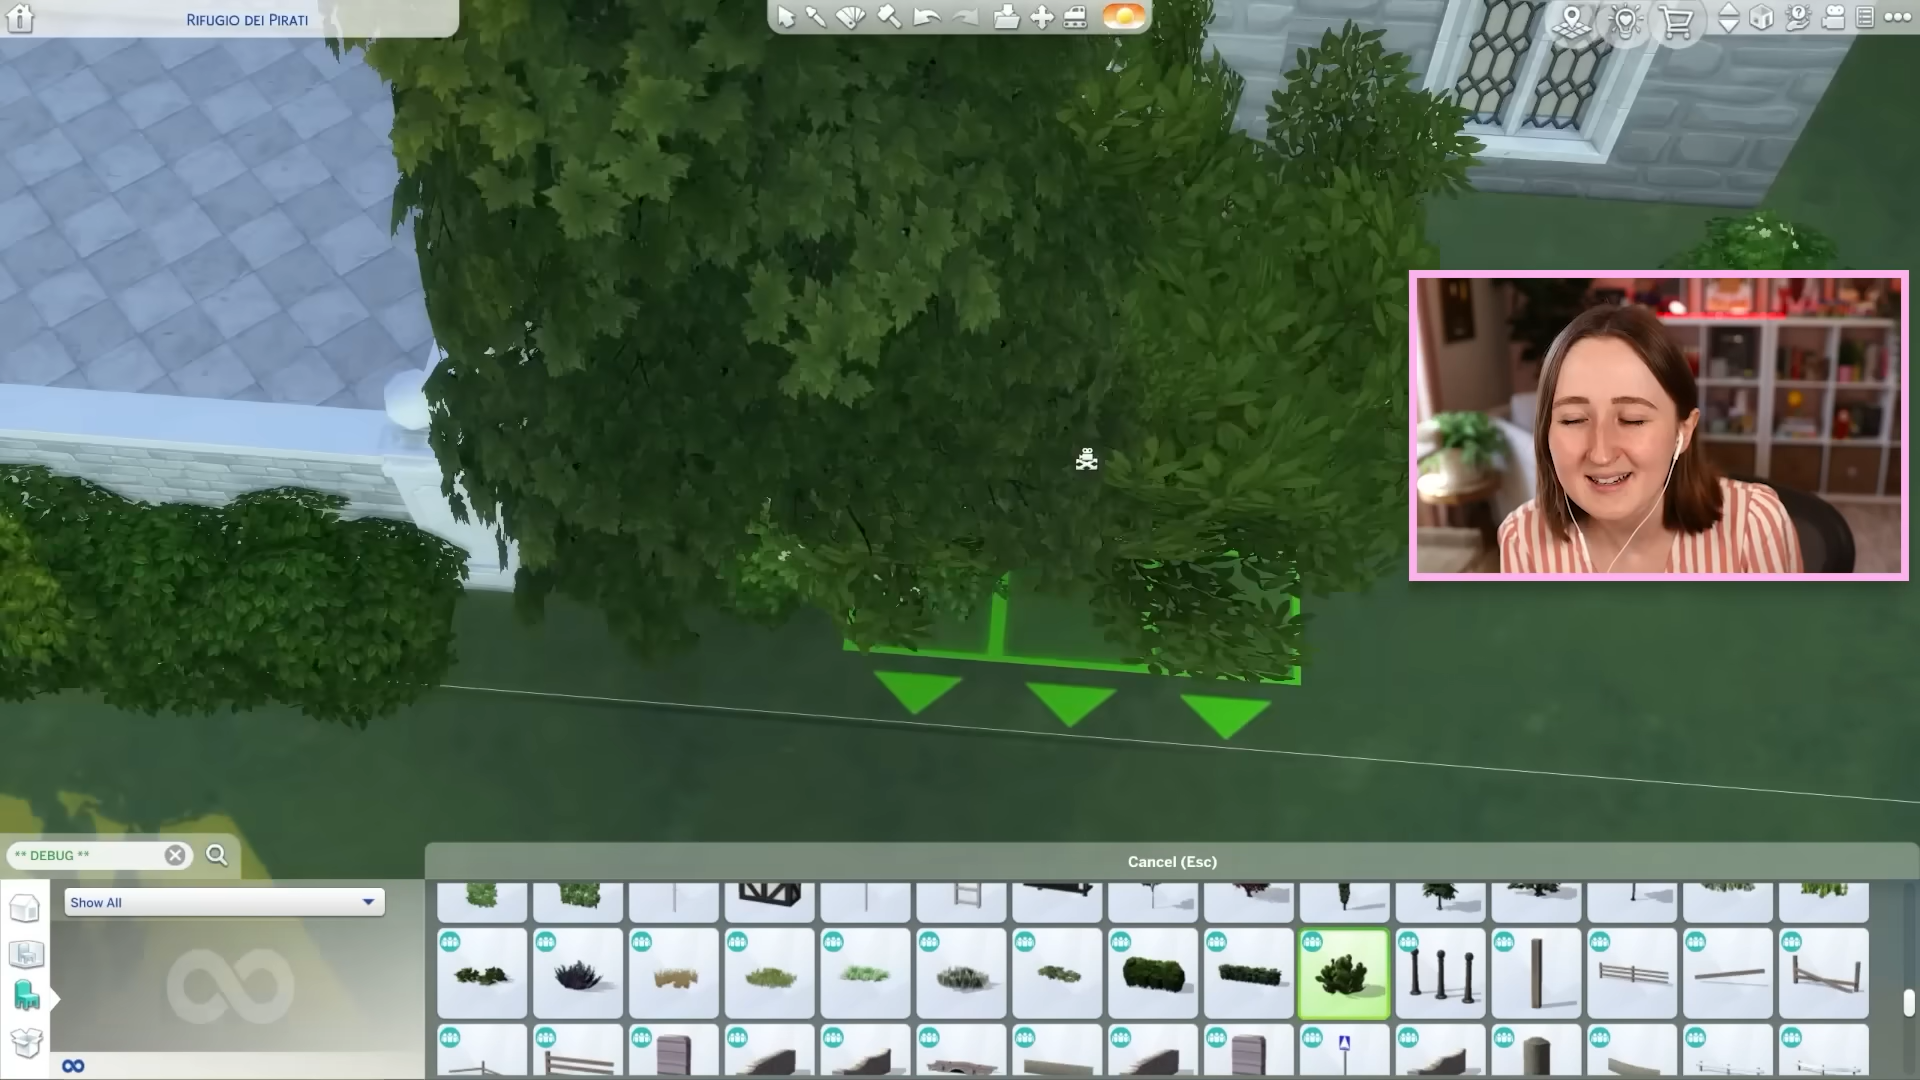 RIFUGIO DEI PIRATI
Cancel (Esc)
** DEBUG **
Show All